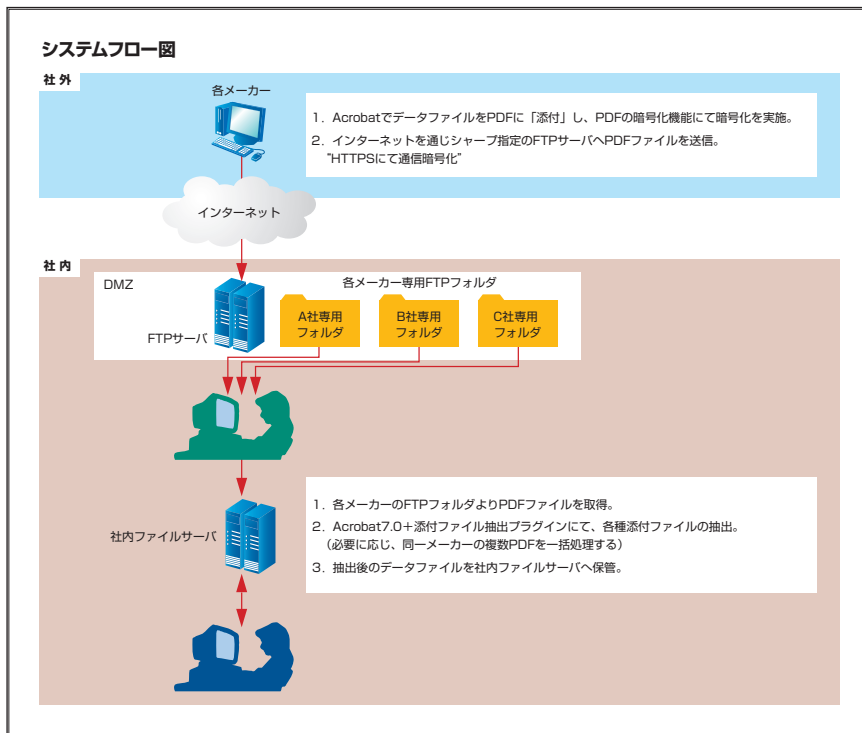 システムフロー図
社 外
各メーカー
1. AcrobatでデータファイルをPDFに「添付」し、PDFの暗号化機能にて暗号化を実施。
2. インターネットを通じシャープ指定のFTPサーバへPDFファイルを送信。
"HTTPSにて通信暗号化"
インターネット
社 内
DMZ
各メーカー専用FTPフォルダ
A社専用
フォルダ
B社専用
フォルダ
C社専用
フォルダ
FTPサーバ
1. 各メーカーのFTPフォルダよりPDFファイルを取得。
2. Acrobat7.0+添付ファイル抽出プラグインにて、各種添付ファイルの抽出。
(必要に応じ、同一メーカーの複数PDFを一括処理する)
3. 抽出後のデータファイルを社内ファイルサーバへ保管。
社内ファイルサーバ